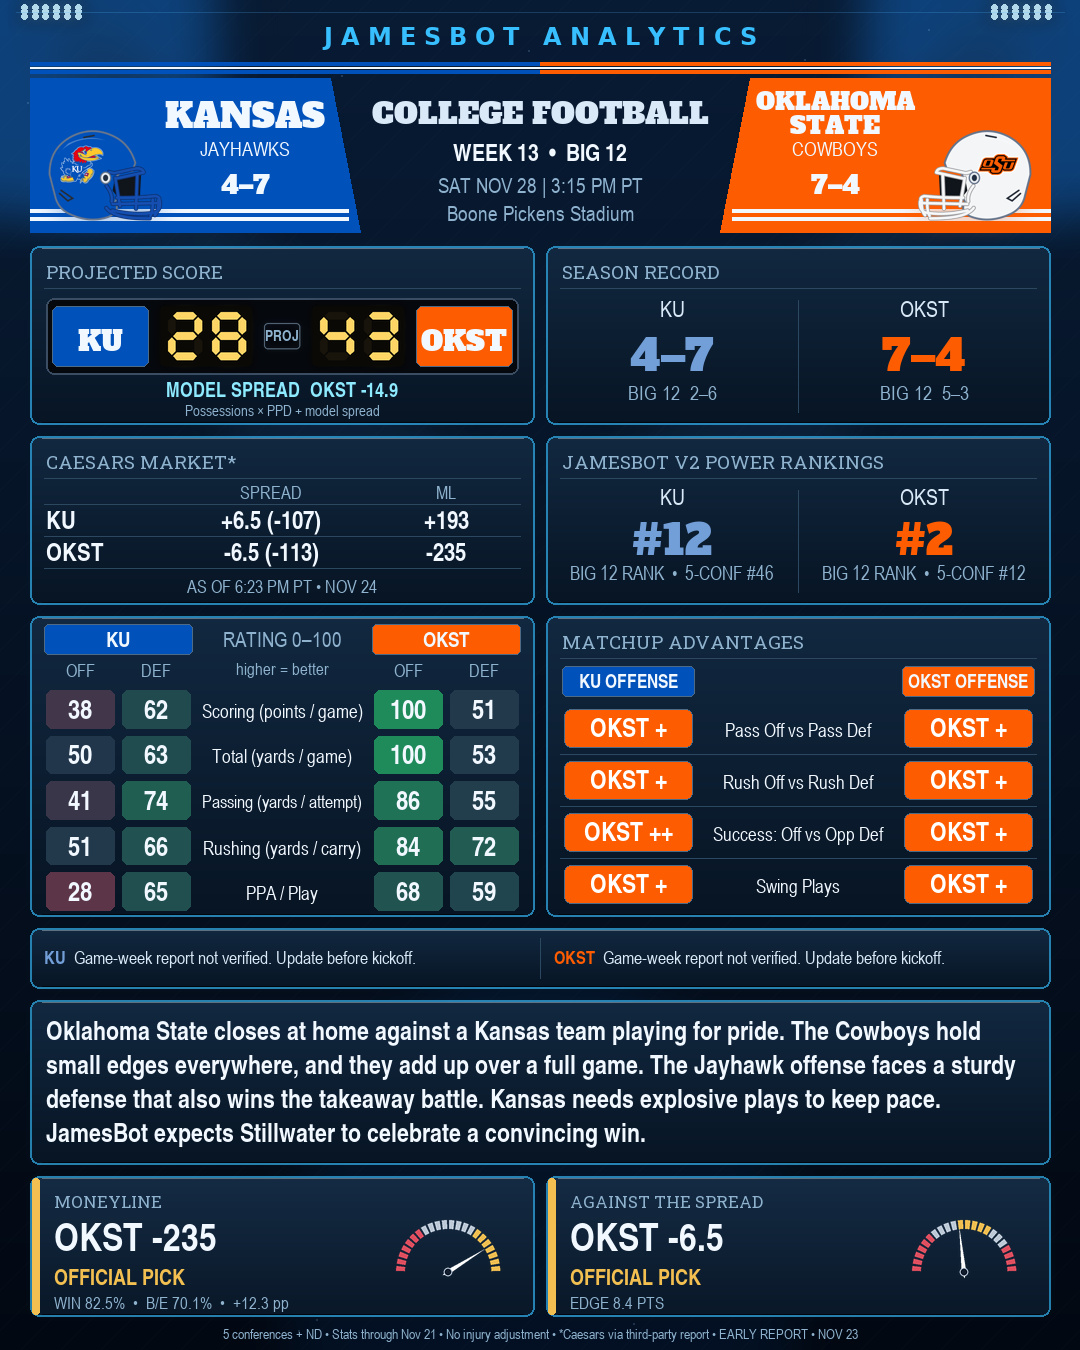 JAMESBOT ANALYTICS
KANSAS
JAYHAWKS
4–7
KU
COLLEGE FOOTBALL
WEEK 13 • BIG 12
SAT NOV 28 | 3:15 PM PT
Boone Pickens Stadium
OKLAHOMA
STATE
COWBOYS
7–4
OSU
PROJECTED SCORE
KU 28 PROJ 43 OKST
MODEL SPREAD OKST -14.9
Possessions × PPD + model spread
SEASON RECORD
KU OKST
4–7 7–4
BIG 12 2–6 BIG 12 5–3
CAESARS MARKET*
SPREAD ML
KU +6.5 (-107) +193
OKST -6.5 (-113) -235
AS OF 6:23 PM PT • NOV 24
JAMESBOT V2 POWER RANKINGS
KU OKST
#12 #2
BIG 12 RANK • 5-CONF #46 BIG 12 RANK • 5-CONF #12
KU RATING 0–100 OKST
OFF DEF higher = better OFF DEF
38 62 Scoring (points / game) 100 51
50 63 Total (yards / game) 100 53
41 74 Passing (yards / attempt) 86 55
51 66 Rushing (yards / carry) 84 72
28 65 PPA / Play 68 59
MATCHUP ADVANTAGES
KU OFFENSE OKST OFFENSE
OKST + Pass Off vs Pass Def OKST +
OKST + Rush Off vs Rush Def OKST +
OKST ++ Success: Off vs Opp Def OKST +
OKST + Swing Plays OKST +
KU Game-week report not verified. Update before kickoff.
OKST Game-week report not verified. Update before kickoff.
Oklahoma State closes at home against a Kansas team playing for pride. The Cowboys hold
small edges everywhere, and they add up over a full game. The Jayhawk offense faces a sturdy
defense that also wins the takeaway battle. Kansas needs explosive plays to keep pace.
JamesBot expects Stillwater to celebrate a convincing win.
MONEYLINE
OKST -235
OFFICIAL PICK
WIN 82.5% • B/E 70.1% • +12.3 pp
AGAINST THE SPREAD
OKST -6.5
OFFICIAL PICK
EDGE 8.4 PTS
5 conferences + ND • Stats through Nov 21 • No injury adjustment • *Caesars via third-party report • EARLY REPORT • NOV 23